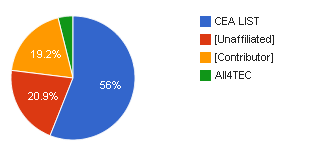 CEA LIST
[Unaffiliated]
[Contributor]
All4TEC
19.2%
56%
20.9%